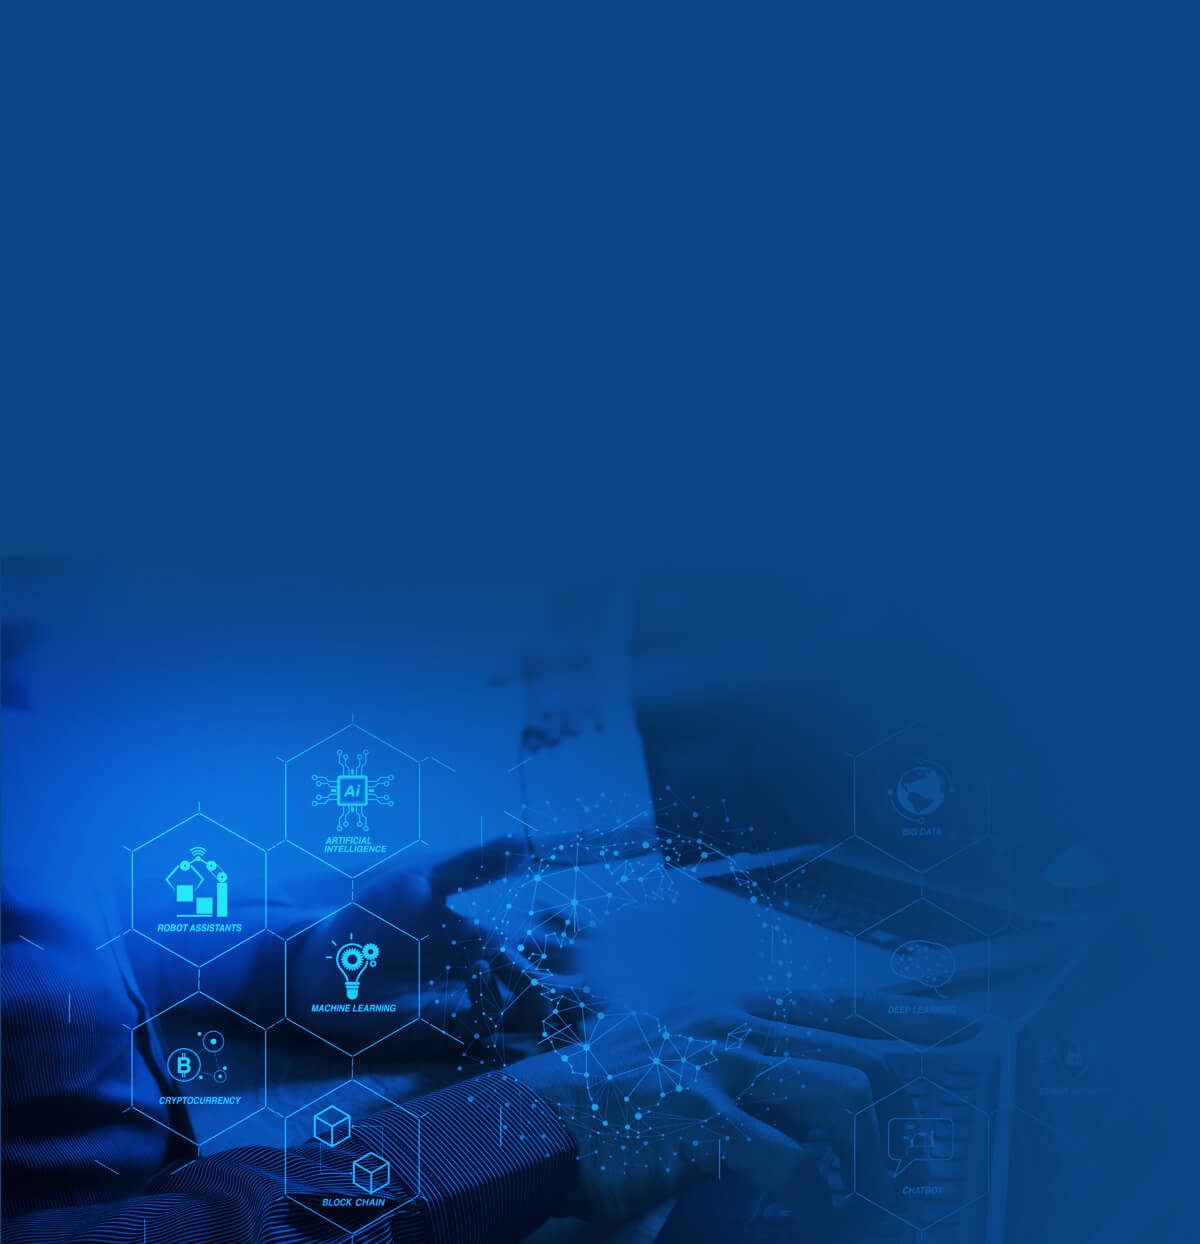 Ai
ARTIFICIAL
INTELLIGENCE
BIG DATA
ROBOT ASSISTANTS
MACHINE LEARNING
DEEP LEARNING
CRYPTOCURRENCY
BLOCK CHAIN
CHATBOT